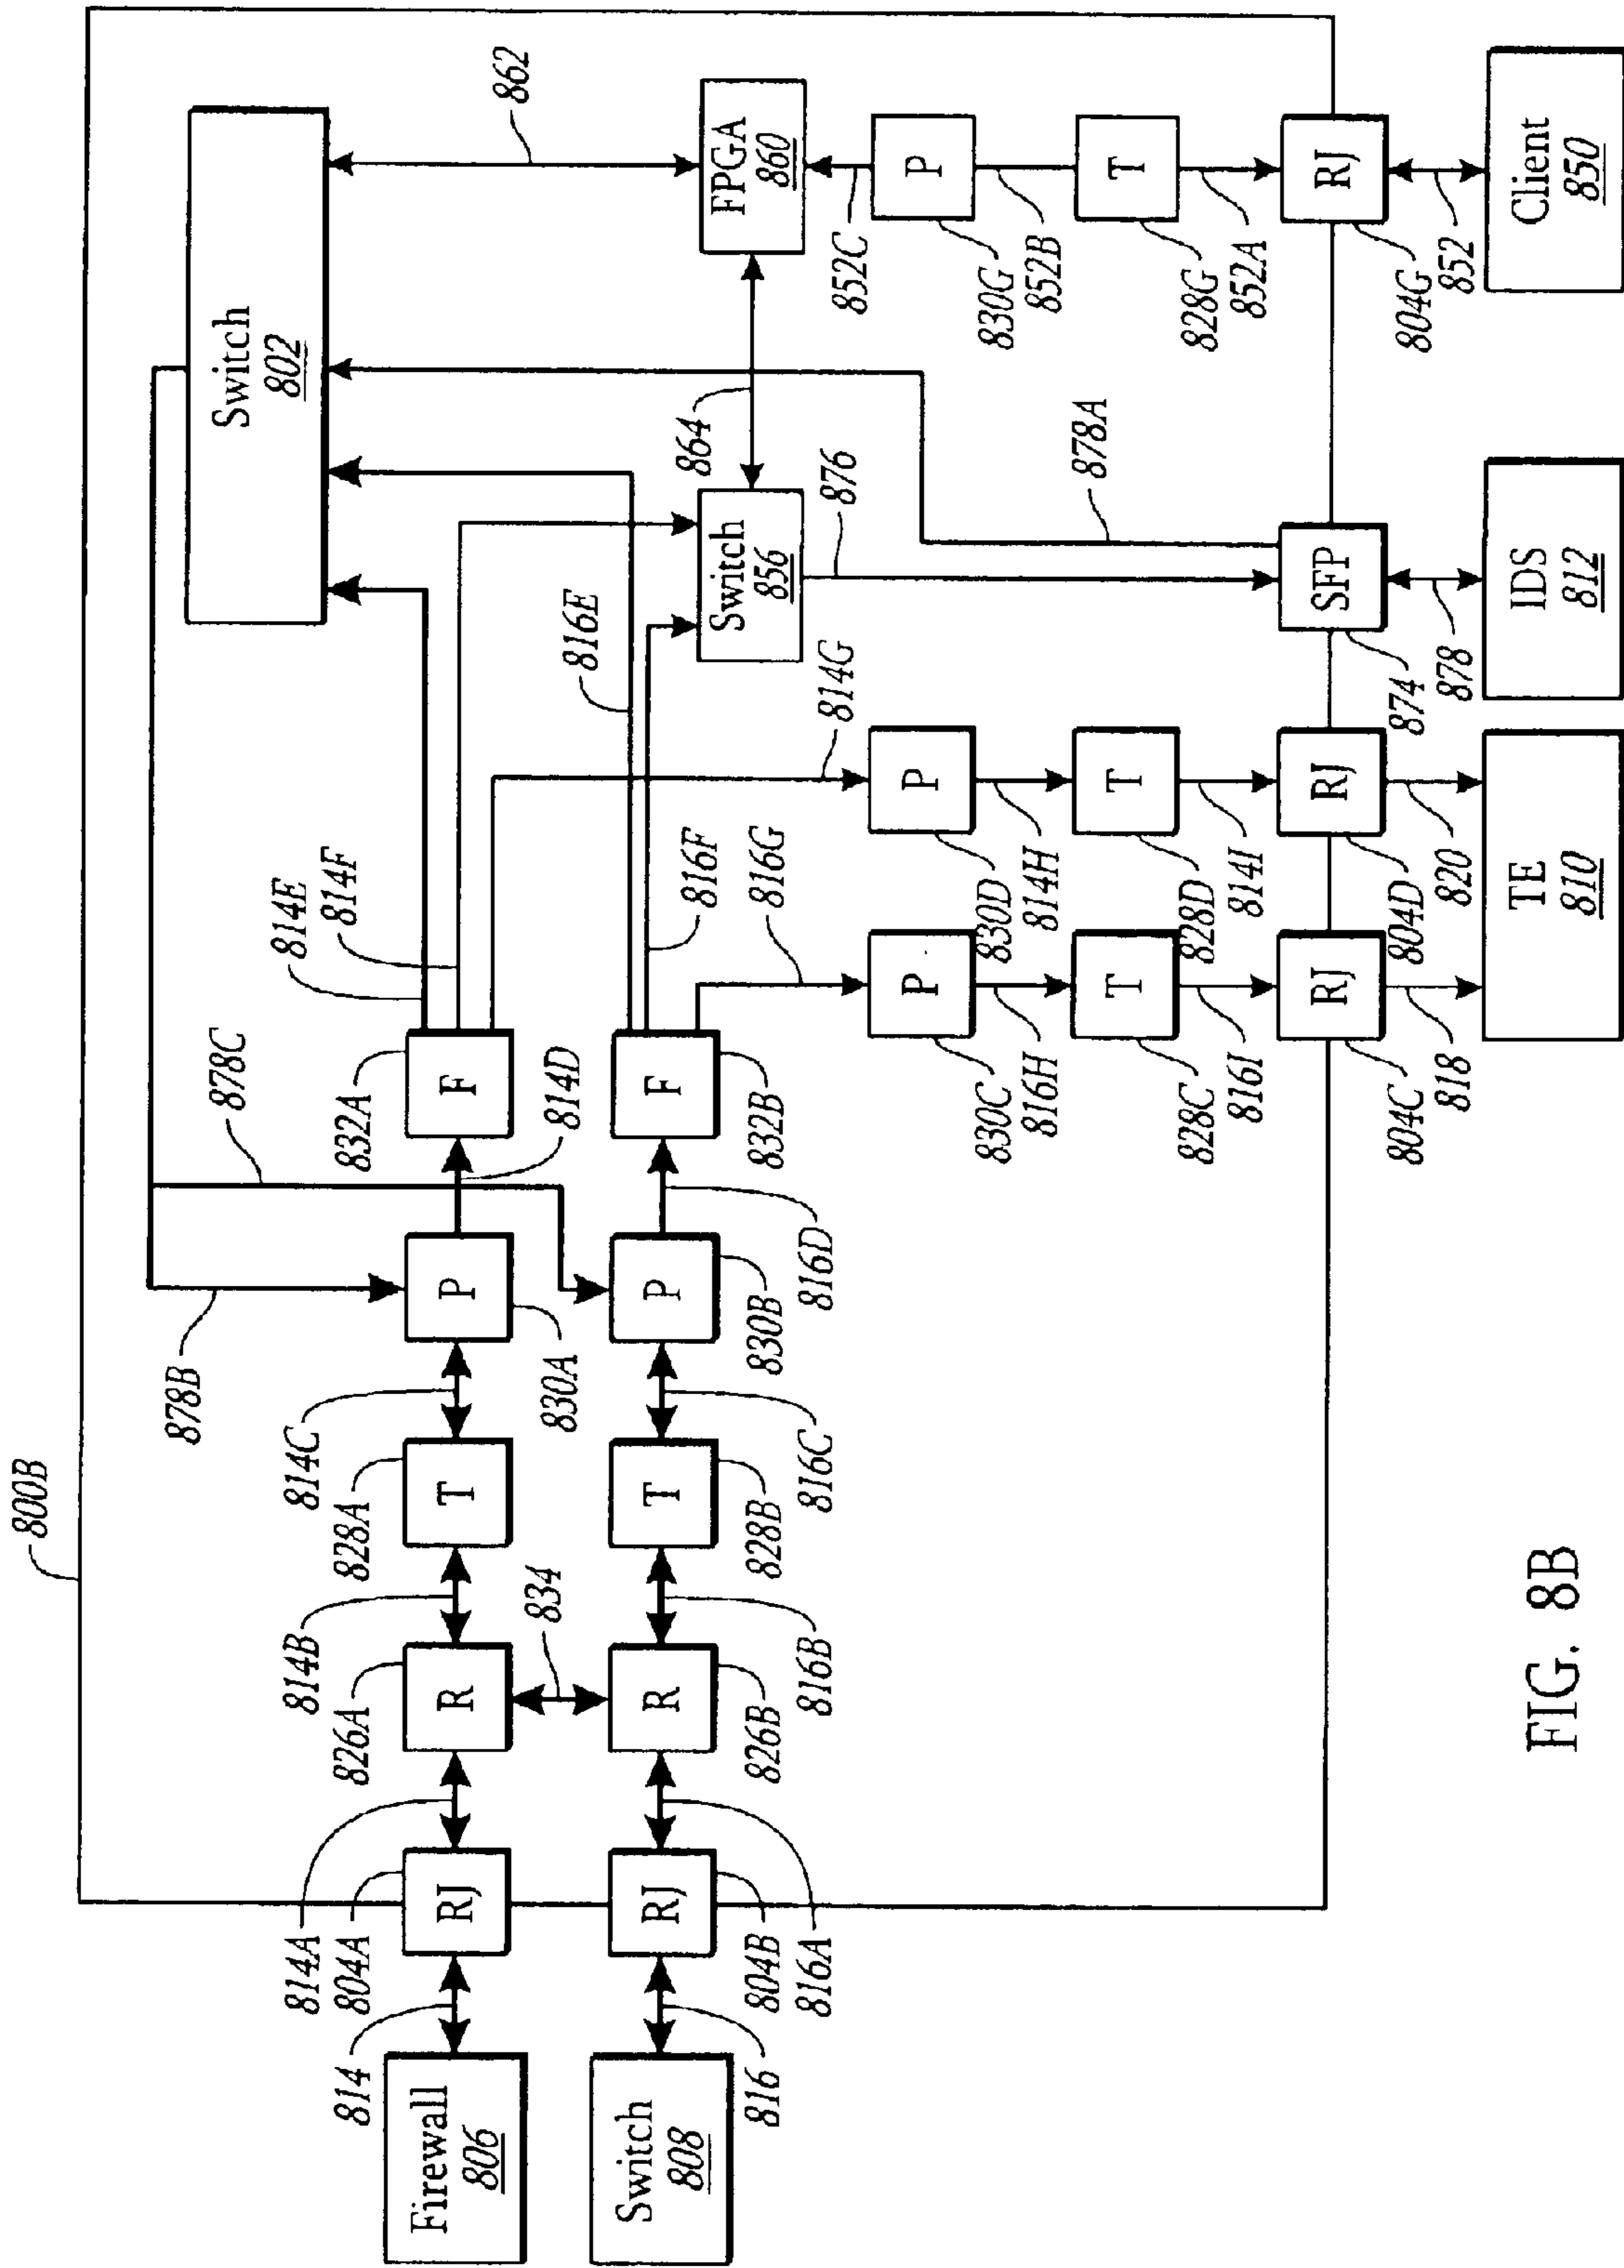 800B
878B
878C
Switch
802
814A
814B
814C
814E
814
804A
826A
828A
832A
814F
Firewall
806
RJ
R
T
P
F
862
834
830A
814D
816E
Switch
808
RJ
R
T
P
F
816F
864
Switch
856
FPGA
860
816
804B
826B
828B
830B
832B
816G
816A
816B
816C
816D
814G
876
852C
P
P
P
830C
830D
830G
816H
814H
852B
878A
T
T
T
828C
828D
828G
816I
814I
852A
RJ
RJ
SFP
RJ
804C
804D
874
804G
818
820
878
852
TE
810
IDS
812
Client
850
FIG. 8B